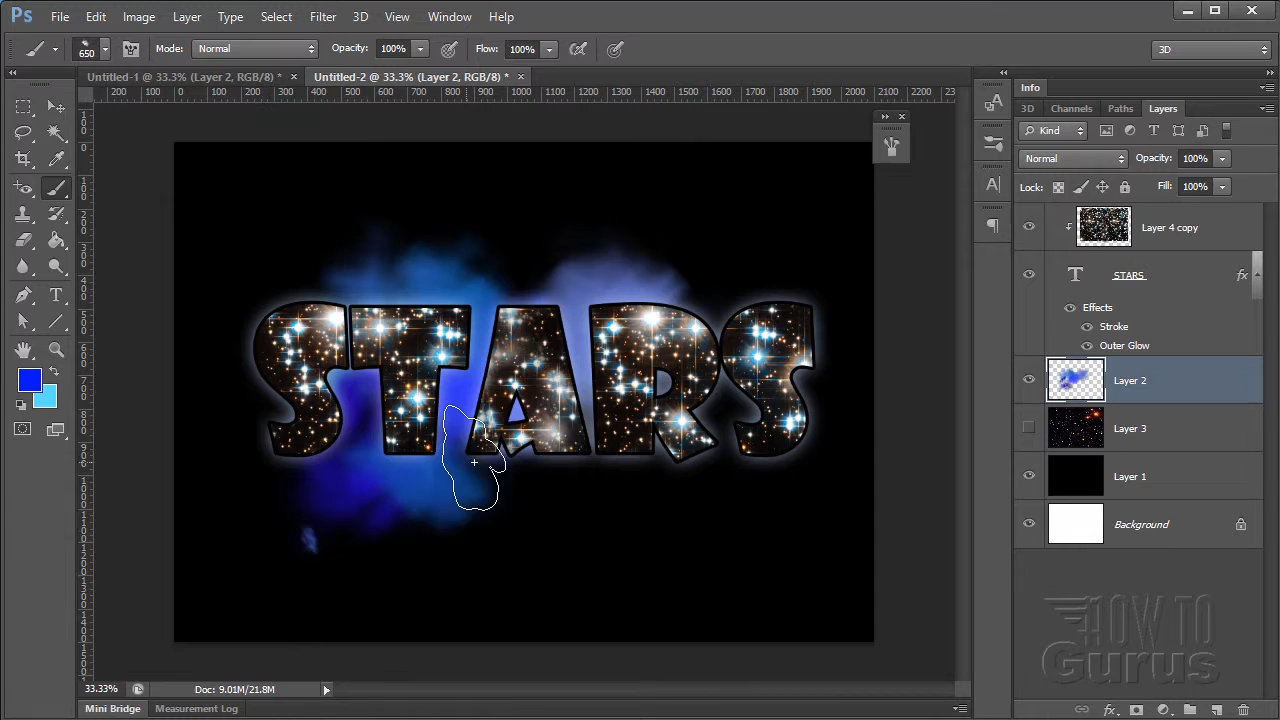 Ps File Edit Image Layer Type Select Filter 3D View Window Help
650 Mode: Normal Opacity: 100% Flow: 100% 3D
Untitled-1 @ 33.3% (Layer 2, RGB/8) * × Untitled-2 @ 33.3% (Layer 2, RGB/8) * ×
200 100 0 100 200 300 400 500 600 700 800 900 1000 1100 1200 1300 1400 1500 1600 1700 1800 1900 2000 2100 2200 23
Info
3D Channels Paths Layers
Kind
Normal Opacity: 100%
Lock: Fill: 100%
Layer 4 copy
T STARS fx
Effects
Stroke
Outer Glow
Layer 2
Layer 3
Layer 1
Background
STARS
HOW TO
Gurus
33.33% Doc: 9.01M/21.8M
Mini Bridge Measurement Log